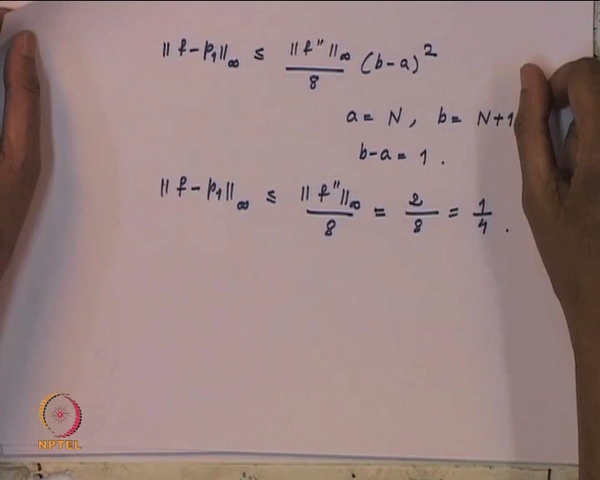 ‖f-p₁‖∞ ≤ ‖f″‖∞/8 (b-a)²
a = N, b = N+1
b-a = 1.
‖f-p₁‖∞ ≤ ‖f″‖∞/8 = 2/8 = 1/4.
NPTEL